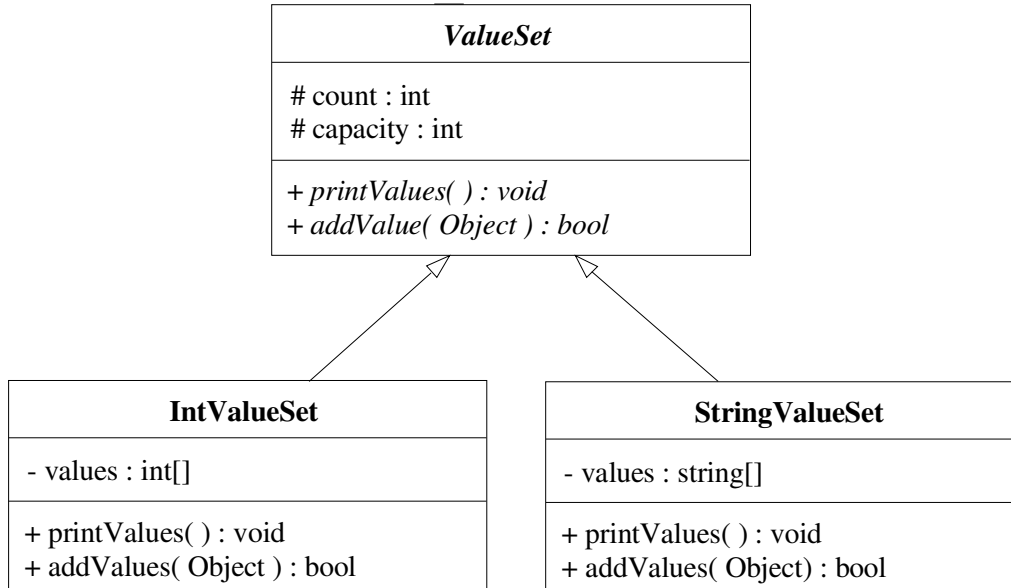 ValueSet
# count : int
# capacity : int
+ printValues( ) : void
+ addValue( Object ) : bool
IntValueSet
- values : int[]
+ printValues( ) : void
+ addValues( Object ) : bool
StringValueSet
- values : string[]
+ printValues( ) : void
+ addValues( Object) : bool